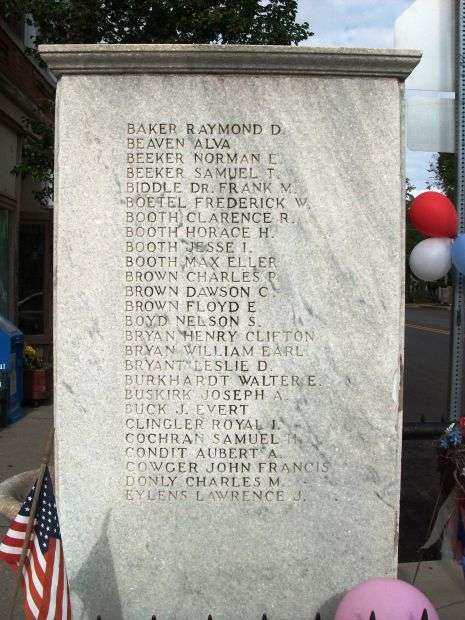 BAKER RAYMOND D.
BEAVEN ALVA
BEEKER NORMAN E.
BEEKER SAMUEL T.
BIDDLE DR. FRANK M.
BOETEL FREDERICK W.
BOOTH CLARENCE R.
BOOTH HORACE H.
BOOTH JESSE I.
BOOTH MAX ELLER
BROWN CHARLES P.
BROWN DAWSON C.
BROWN FLOYD E
BOYD NELSON S.
BRYAN HENRY CLIFTON
BRYAN WILLIAM EARL
BRYANT LESLIE D.
BURKHARDT WALTER E.
BUSKIRK JOSEPH A.
BUCK J. EVERT
CLINGLER ROYAL I.
COCHRAN SAMUEL H.
CONDIT AUBERT A.
COWGER JOHN FRANCIS
DONLY CHARLES M.
EYLENS LAWRENCE J.